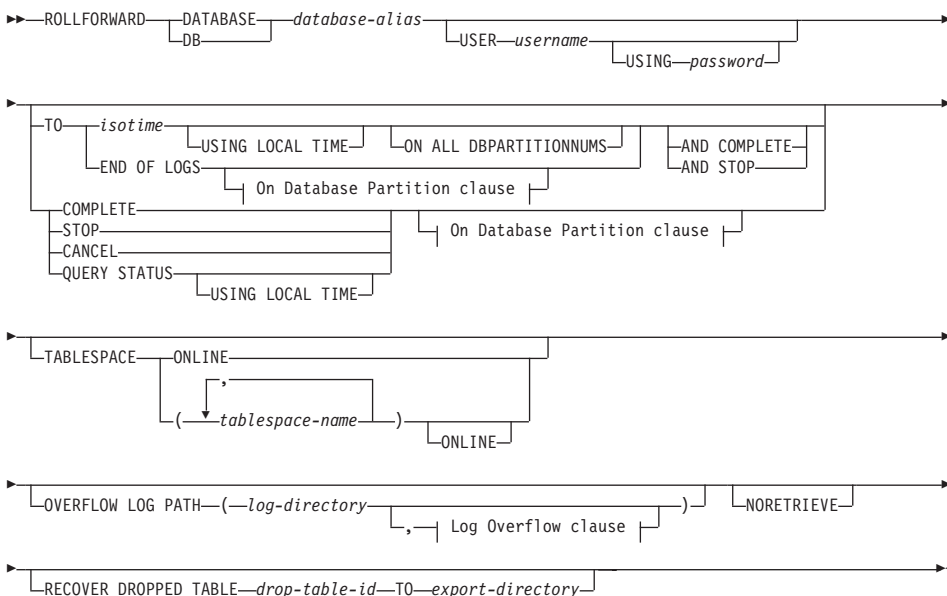 ROLLFORWARD DATABASE database-alias
DB USER username
USING password
TO isotime
USING LOCAL TIME ON ALL DBPARTITIONNUMS AND COMPLETE
END OF LOGS AND STOP
On Database Partition clause
COMPLETE
STOP On Database Partition clause
CANCEL
QUERY STATUS
USING LOCAL TIME
TABLESPACE ONLINE
,
( tablespace-name )
ONLINE
OVERFLOW LOG PATH ( log-directory ) NORETRIEVE
, Log Overflow clause
RECOVER DROPPED TABLE drop-table-id TO export-directory